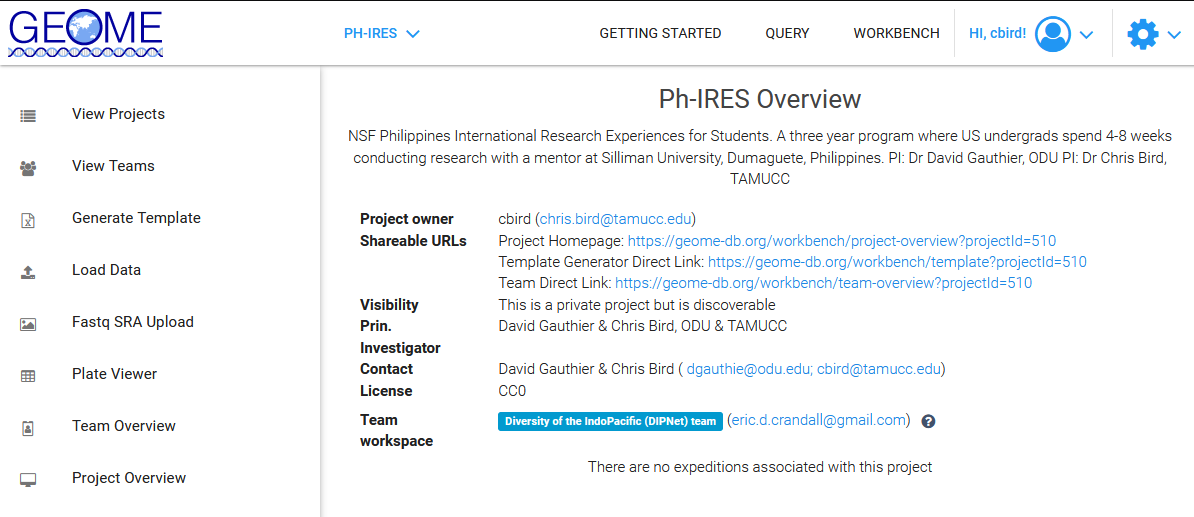 GEOME
PH-IRES
GETTING STARTED
QUERY
WORKBENCH
HI, cbird!
View Projects
View Teams
Generate Template
Load Data
Fastq SRA Upload
Plate Viewer
Team Overview
Project Overview
Ph-IRES Overview
NSF Philippines International Research Experiences for Students. A three year program where US undergrads spend 4-8 weeks
conducting research with a mentor at Silliman University, Dumaguete, Philippines. PI: Dr David Gauthier, ODU PI: Dr Chris Bird,
TAMUCC
Project owner cbird (chris.bird@tamucc.edu)
Shareable URLs Project Homepage: https://geome-db.org/workbench/project-overview?projectId=510
Template Generator Direct Link: https://geome-db.org/workbench/template?projectId=510
Team Direct Link: https://geome-db.org/workbench/team-overview?projectId=510
Visibility This is a private project but is discoverable
Prin. David Gauthier & Chris Bird, ODU & TAMUCC
Investigator
Contact David Gauthier & Chris Bird ( dgauthie@odu.edu; cbird@tamucc.edu)
License CC0
Team Diversity of the IndoPacific (DIPNet) team (eric.d.crandall@gmail.com) ?
workspace
There are no expeditions associated with this project